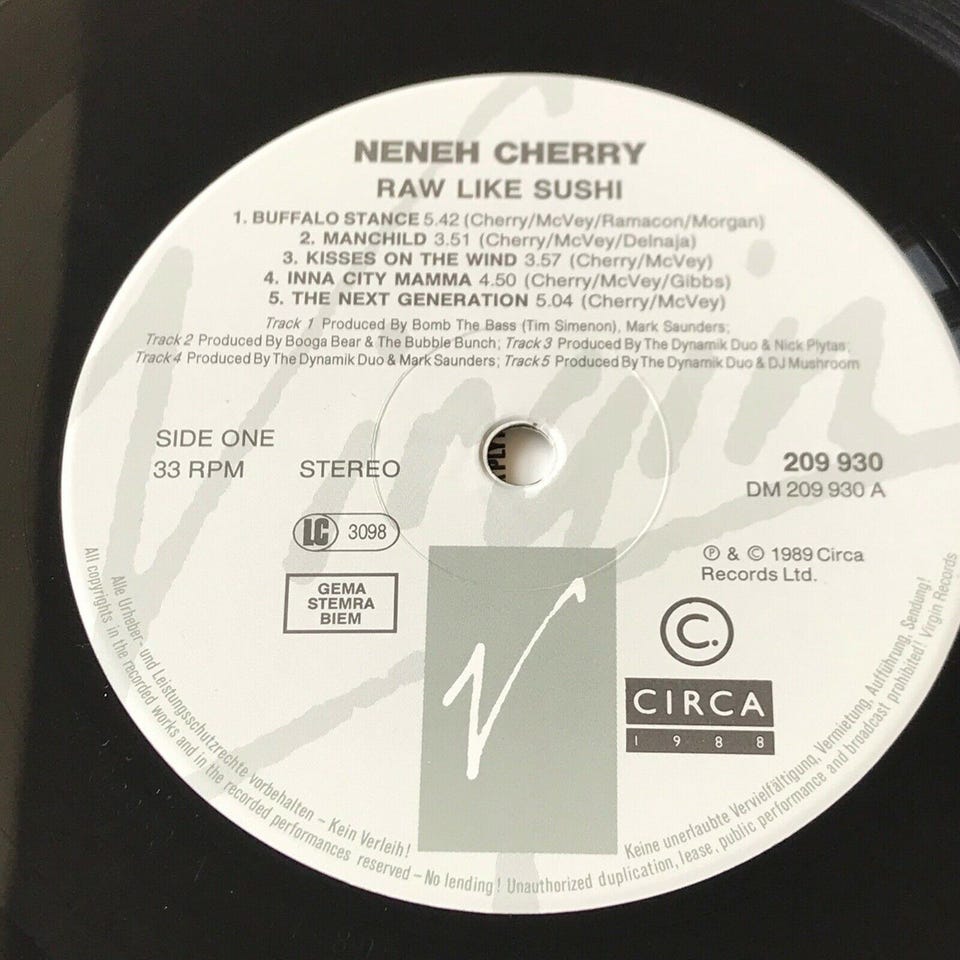 NENEH CHERRY
RAW LIKE SUSHI
1. BUFFALO STANCE 5.42 (Cherry/McVey/Ramacon/Morgan)
2. MANCHILD 3.51 (Cherry/McVey/Delnaja)
3. KISSES ON THE WIND 3.57 (Cherry/McVey)
4. INNA CITY MAMMA 4.50 (Cherry/McVey/Gibbs)
5. THE NEXT GENERATION 5.04 (Cherry/McVey)
Track 1 Produced By Bomb The Bass (Tim Simenon), Mark Saunders;
Track 2 Produced By Booga Bear & The Bubble Bunch; Track 3 Produced By The Dynamik Duo & Nick Plytas;
Track 4 Produced By The Dynamik Duo & Mark Saunders; Track 5 Produced By The Dynamik Duo & DJ Mushroom
Virgin
SIDE ONE
33 RPM STEREO
209 930
DM 209 930 A
LC 3098
GEMA
STEMRA
BIEM
V
℗ & © 1989 Circa
Records Ltd.
C.
CIRCA
1 9 8 8
Alle Urheber- und Leistungsschutzrechte vorbehalten – Kein Verleih! Keine unerlaubte Vervielfältigung, Vermietung, Aufführung, Sendung!
All copyrights in the recorded works and in the recorded performances reserved – No lending! Unauthorized duplication, lease, public performance and broadcast prohibited! Virgin Records